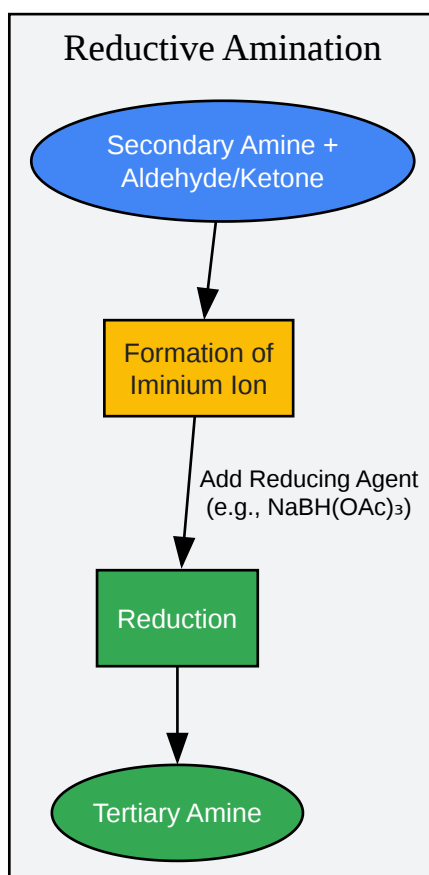 Reductive Amination
Secondary Amine +
Aldehyde/Ketone
Formation of
Iminium Ion
Add Reducing Agent
(e.g., NaBH(OAc)₃)
Reduction
Tertiary Amine